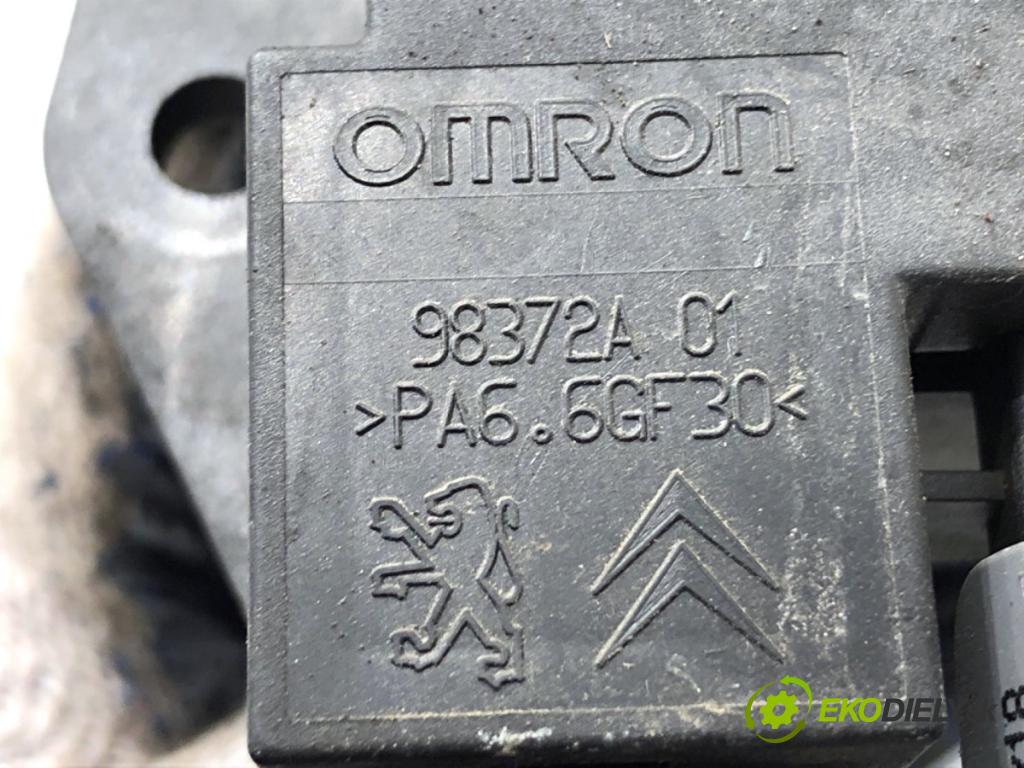 OMRON
98372A 01
>PA6.6GF30<
EKODIEL